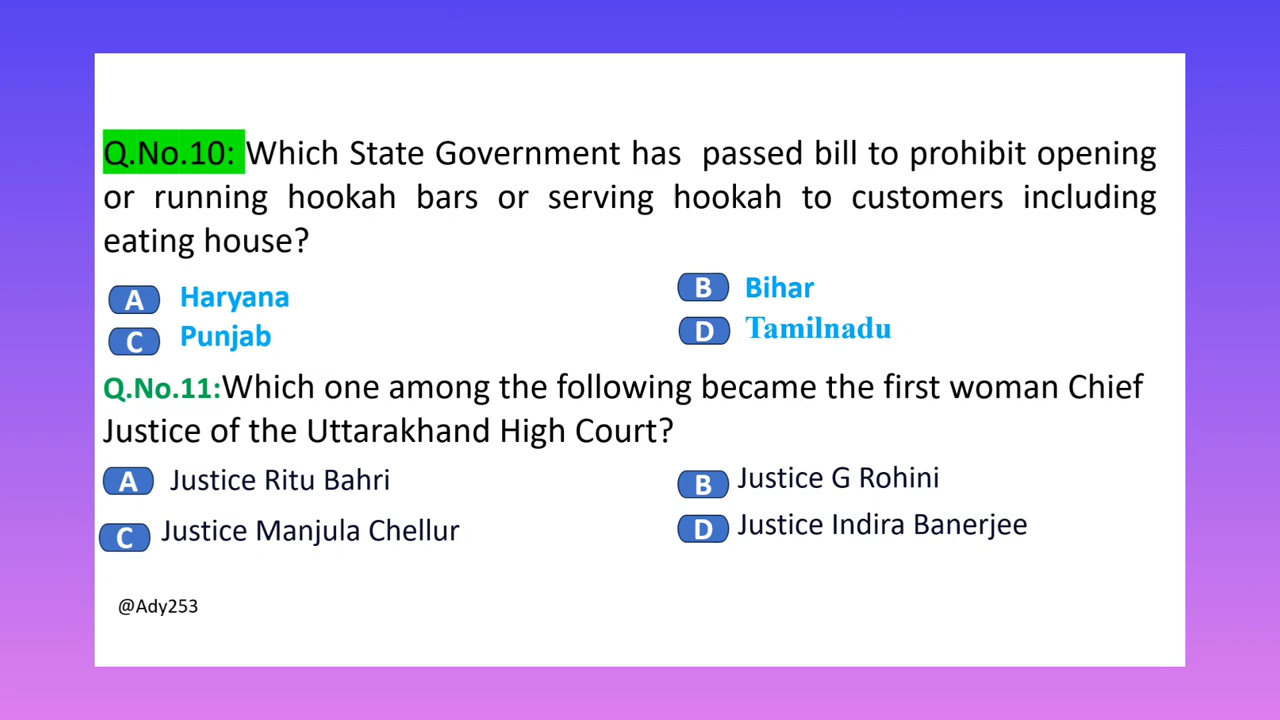 Q.No.10: Which State Government has passed bill to prohibit opening
or running hookah bars or serving hookah to customers including
eating house?
A Haryana
B Bihar
C Punjab
D Tamilnadu
Q.No.11:Which one among the following became the first woman Chief
Justice of the Uttarakhand High Court?
A Justice Ritu Bahri
B Justice G Rohini
C Justice Manjula Chellur
D Justice Indira Banerjee
@Ady253